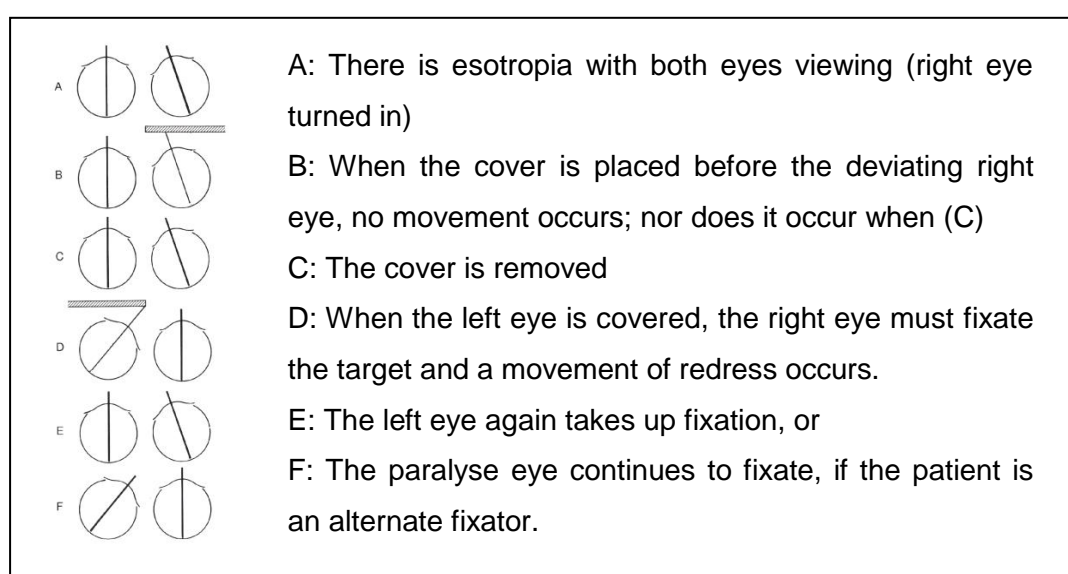 A
B
C
D
E
F
A: There is esotropia with both eyes viewing (right eye
turned in)
B: When the cover is placed before the deviating right
eye, no movement occurs; nor does it occur when (C)
C: The cover is removed
D: When the left eye is covered, the right eye must fixate
the target and a movement of redress occurs.
E: The left eye again takes up fixation, or
F: The paralyse eye continues to fixate, if the patient is
an alternate fixator.